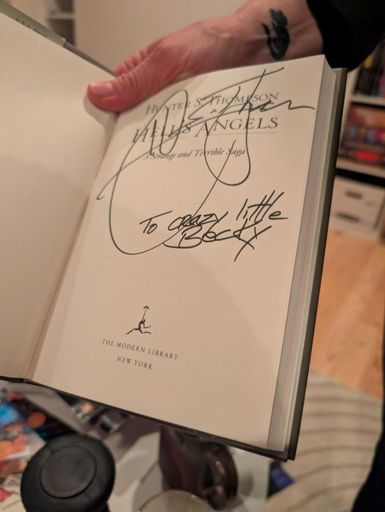 HUNTER S. THOMPSON
HELL'S ANGELS
A Strange and Terrible Saga
To crazy little
Becky
THE MODERN LIBRARY
NEW YORK